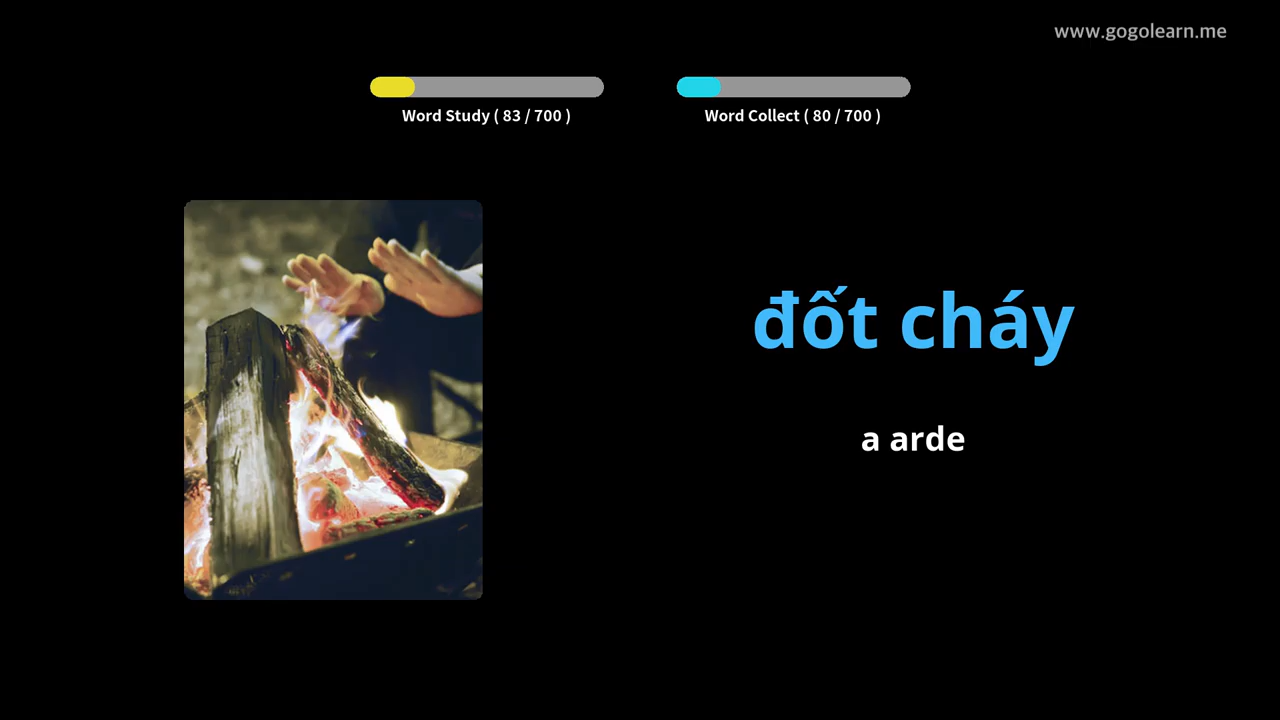 www.gogolearn.me
Word Study ( 83 / 700 )
Word Collect ( 80 / 700 )
đốt cháy
a arde